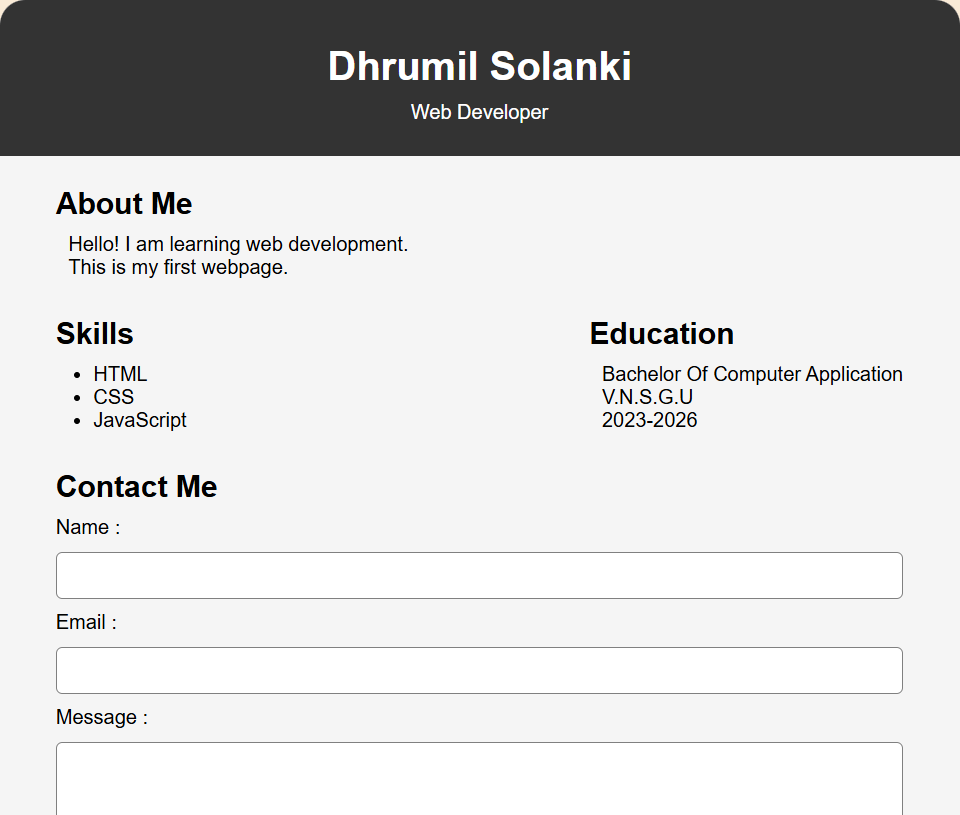 Dhrumil Solanki
Web Developer
About Me
Hello! I am learning web development.
This is my first webpage.
Skills
• HTML
• CSS
• JavaScript
Education
Bachelor Of Computer Application
V.N.S.G.U
2023-2026
Contact Me
Name :
Email :
Message :